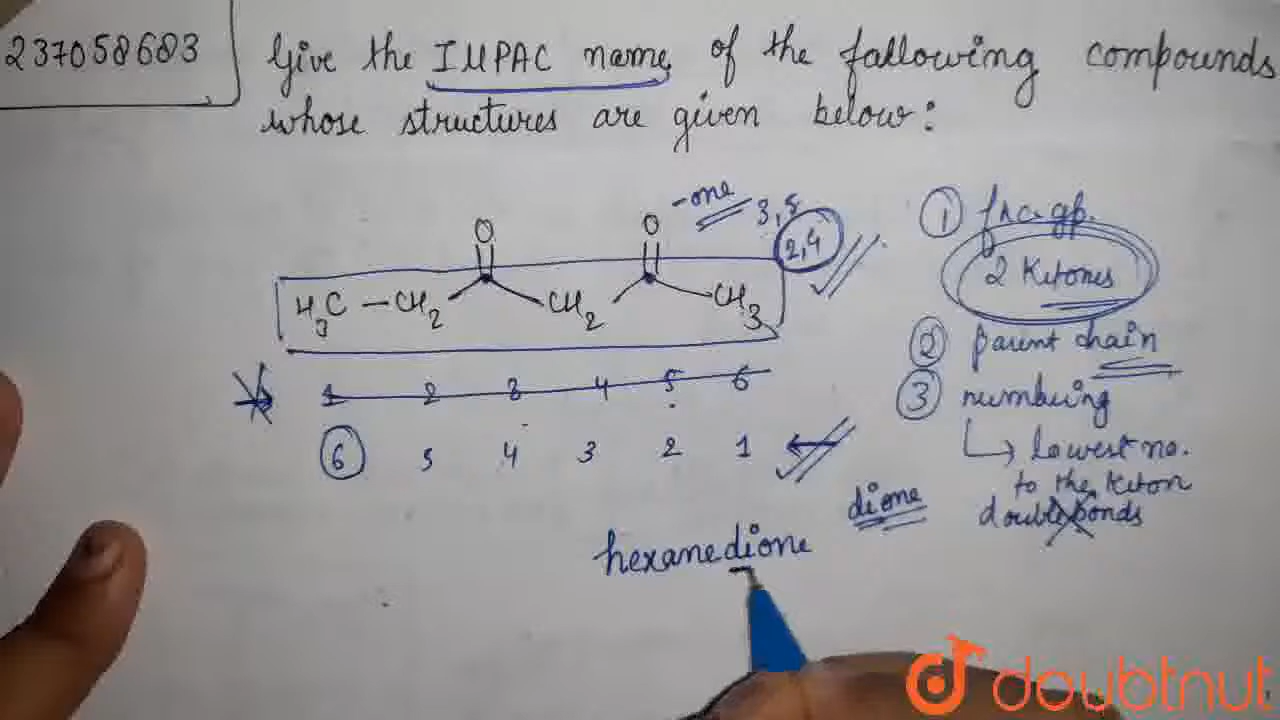 237058683
Give the IUPAC name of the following compounds
whose structures are given below:
O O -one 3,5
2,4
H3C - CH2 CH2 CH3
1 2 3 4 5 6
6 5 4 3 2 1
① fnc. gp.
2 Ketones
② parent chain
③ numbering
↳ lowest no.
to the keton
double bonds
dione
hexanedione
doubtnut